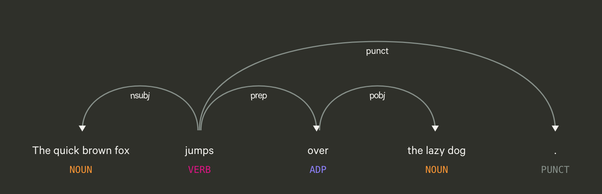 punct
nsubj prep pobj
The quick brown fox jumps over the lazy dog .
NOUN VERB ADP NOUN PUNCT